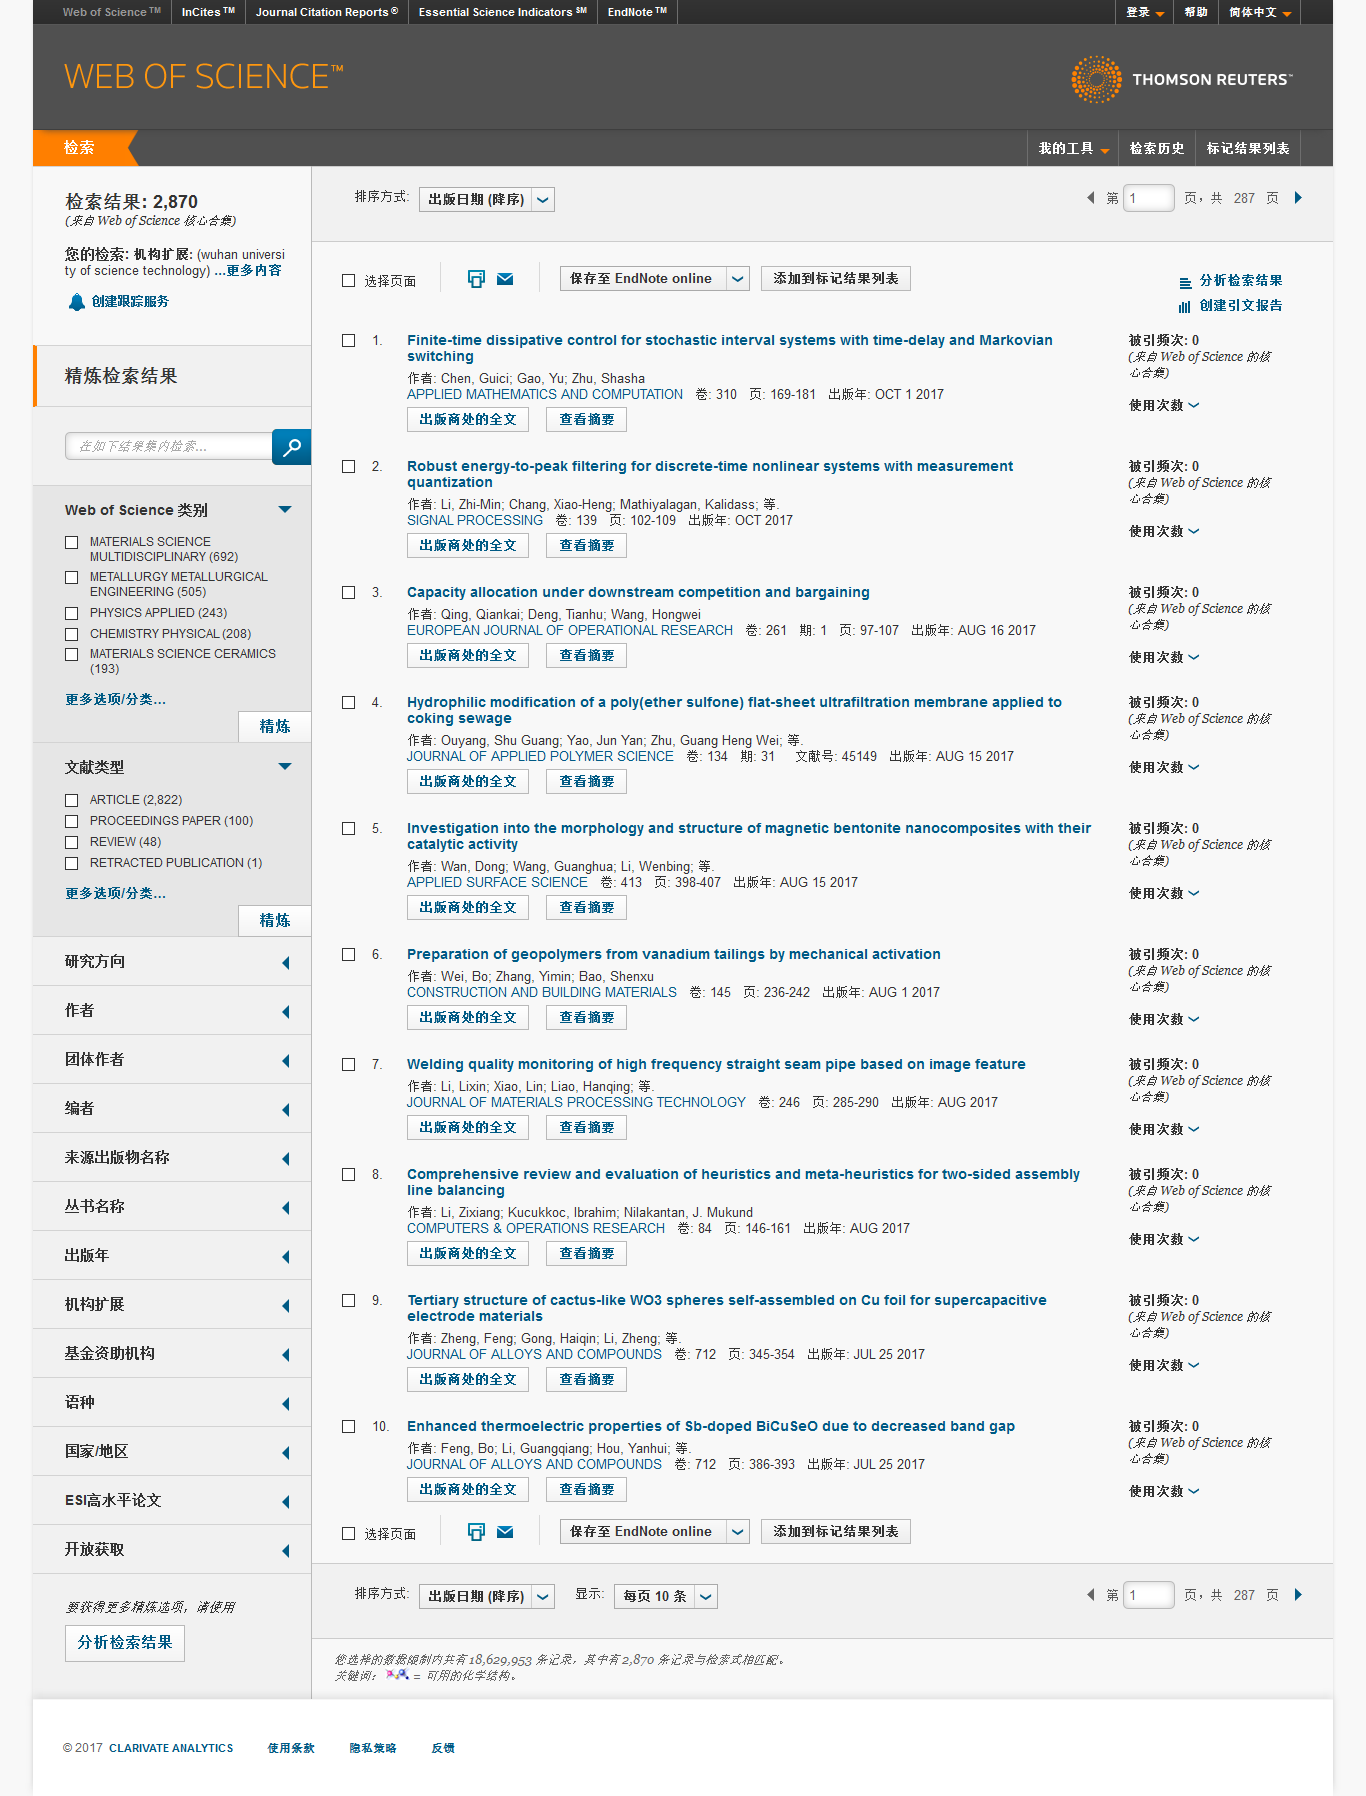 Web of Science™ InCites™ Journal Citation Reports® Essential Science Indicators℠ EndNote™ 登录 帮助 简体中文
WEB OF SCIENCE™
THOMSON REUTERS™
检索 我的工具 检索历史 标记结果列表
检索结果: 2,870
(来自 Web of Science 核心合集)
您的检索: 机构扩展: (wuhan universi
ty of science technology) ...更多内容
创建跟踪服务
精炼检索结果
在如下结果集内检索...
Web of Science 类别
MATERIALS SCIENCE
MULTIDISCIPLINARY (692)
METALLURGY METALLURGICAL
ENGINEERING (505)
PHYSICS APPLIED (243)
CHEMISTRY PHYSICAL (208)
MATERIALS SCIENCE CERAMICS
(193)
更多选项/分类...
精炼
文献类型
ARTICLE (2,822)
PROCEEDINGS PAPER (100)
REVIEW (48)
RETRACTED PUBLICATION (1)
更多选项/分类...
精炼
研究方向
作者
团体作者
编者
来源出版物名称
丛书名称
出版年
机构扩展
基金资助机构
语种
国家/地区
ESI高水平论文
开放获取
要获得更多精炼选项，请使用
分析检索结果
排序方式: 出版日期 (降序) 第 1 页，共 287 页
选择页面 保存至 EndNote online 添加到标记结果列表
分析检索结果
创建引文报告
1. Finite-time dissipative control for stochastic interval systems with time-delay and Markovian
switching
作者: Chen, Guici; Gao, Yu; Zhu, Shasha
APPLIED MATHEMATICS AND COMPUTATION 卷: 310 页: 169-181 出版年: OCT 1 2017
出版商处的全文 查看摘要
被引频次: 0
(来自 Web of Science 的核
心合集)
使用次数
2. Robust energy-to-peak filtering for discrete-time nonlinear systems with measurement
quantization
作者: Li, Zhi-Min; Chang, Xiao-Heng; Mathiyalagan, Kalidass; 等.
SIGNAL PROCESSING 卷: 139 页: 102-109 出版年: OCT 2017
出版商处的全文 查看摘要
被引频次: 0
(来自 Web of Science 的核
心合集)
使用次数
3. Capacity allocation under downstream competition and bargaining
作者: Qing, Qiankai; Deng, Tianhu; Wang, Hongwei
EUROPEAN JOURNAL OF OPERATIONAL RESEARCH 卷: 261 期: 1 页: 97-107 出版年: AUG 16 2017
出版商处的全文 查看摘要
被引频次: 0
(来自 Web of Science 的核
心合集)
使用次数
4. Hydrophilic modification of a poly(ether sulfone) flat-sheet ultrafiltration membrane applied to
coking sewage
作者: Ouyang, Shu Guang; Yao, Jun Yan; Zhu, Guang Heng Wei; 等.
JOURNAL OF APPLIED POLYMER SCIENCE 卷: 134 期: 31 文献号: 45149 出版年: AUG 15 2017
出版商处的全文 查看摘要
被引频次: 0
(来自 Web of Science 的核
心合集)
使用次数
5. Investigation into the morphology and structure of magnetic bentonite nanocomposites with their
catalytic activity
作者: Wan, Dong; Wang, Guanghua; Li, Wenbing; 等.
APPLIED SURFACE SCIENCE 卷: 413 页: 398-407 出版年: AUG 15 2017
出版商处的全文 查看摘要
被引频次: 0
(来自 Web of Science 的核
心合集)
使用次数
6. Preparation of geopolymers from vanadium tailings by mechanical activation
作者: Wei, Bo; Zhang, Yimin; Bao, Shenxu
CONSTRUCTION AND BUILDING MATERIALS 卷: 145 页: 236-242 出版年: AUG 1 2017
出版商处的全文 查看摘要
被引频次: 0
(来自 Web of Science 的核
心合集)
使用次数
7. Welding quality monitoring of high frequency straight seam pipe based on image feature
作者: Li, Lixin; Xiao, Lin; Liao, Hanqing; 等.
JOURNAL OF MATERIALS PROCESSING TECHNOLOGY 卷: 246 页: 285-290 出版年: AUG 2017
出版商处的全文 查看摘要
被引频次: 0
(来自 Web of Science 的核
心合集)
使用次数
8. Comprehensive review and evaluation of heuristics and meta-heuristics for two-sided assembly
line balancing
作者: Li, Zixiang; Kucukkoc, Ibrahim; Nilakantan, J. Mukund
COMPUTERS & OPERATIONS RESEARCH 卷: 84 页: 146-161 出版年: AUG 2017
出版商处的全文 查看摘要
被引频次: 0
(来自 Web of Science 的核
心合集)
使用次数
9. Tertiary structure of cactus-like WO3 spheres self-assembled on Cu foil for supercapacitive
electrode materials
作者: Zheng, Feng; Gong, Haiqin; Li, Zheng; 等.
JOURNAL OF ALLOYS AND COMPOUNDS 卷: 712 页: 345-354 出版年: JUL 25 2017
出版商处的全文 查看摘要
被引频次: 0
(来自 Web of Science 的核
心合集)
使用次数
10. Enhanced thermoelectric properties of Sb-doped BiCuSeO due to decreased band gap
作者: Feng, Bo; Li, Guangqiang; Hou, Yanhui; 等.
JOURNAL OF ALLOYS AND COMPOUNDS 卷: 712 页: 386-393 出版年: JUL 25 2017
出版商处的全文 查看摘要
被引频次: 0
(来自 Web of Science 的核
心合集)
使用次数
选择页面 保存至 EndNote online 添加到标记结果列表
排序方式: 出版日期 (降序) 显示: 每页 10 条 第 1 页，共 287 页
您选择的数据限制内共有 18,629,953 条记录，其中有 2,870 条记录与检索式相匹配。
关键词: = 可用的化学结构。
© 2017 CLARIVATE ANALYTICS 使用条款 隐私策略 反馈